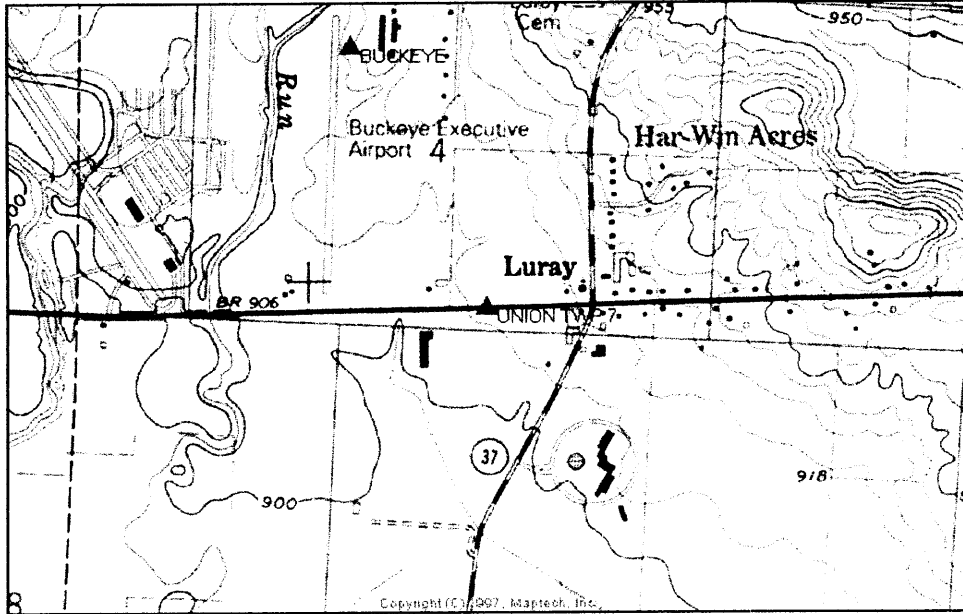 955
Cem
950
BUCKEYE
Run
Buckeye Executive
Airport 4
Har-Win Acres
Luray
BR 906
UNION TWP 7
37
918
900
8
Copyright (C) 1997, Maptech, Inc.